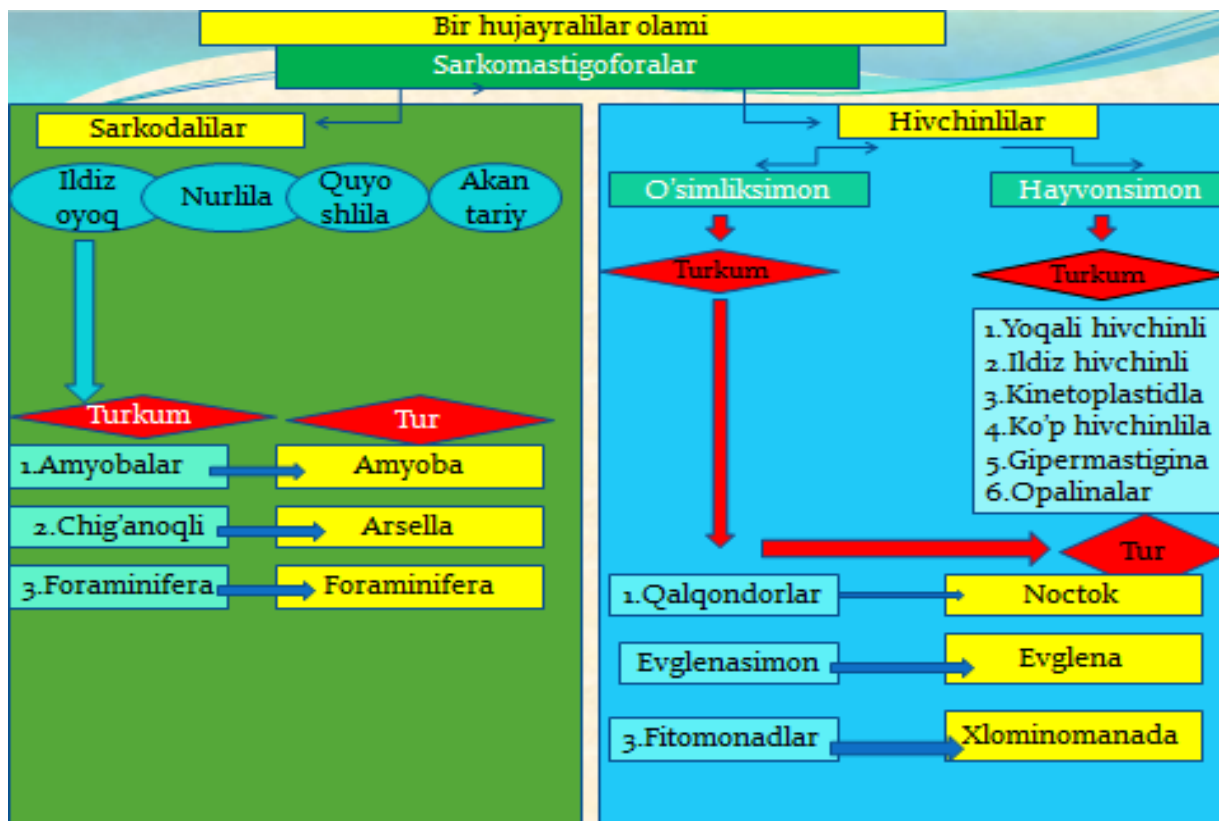 Bir hujayralilar olami
Sarkomastigoforalar
Sarkodalilar
Ildiz
oyoq
Nurlila
Quyo
shlila
Akan
tariy
Turkum
Tur
1.Amyobalar
Amyoba
2.Chig’anoqli
Arsella
3.Foraminifera
Foraminifera
Hivchinlilar
O’simliksimon
Hayvonsimon
Turkum
Turkum
1.Yoqali hivchinli
2.Ildiz hivchinli
3.Kinetoplastidla
4.Ko’p hivchinlila
5.Gipermastigina
6.Opalinalar
Tur
1.Qalqondorlar
Noctok
Evglenasimon
Evglena
3.Fitomonadlar
Xlominomanada